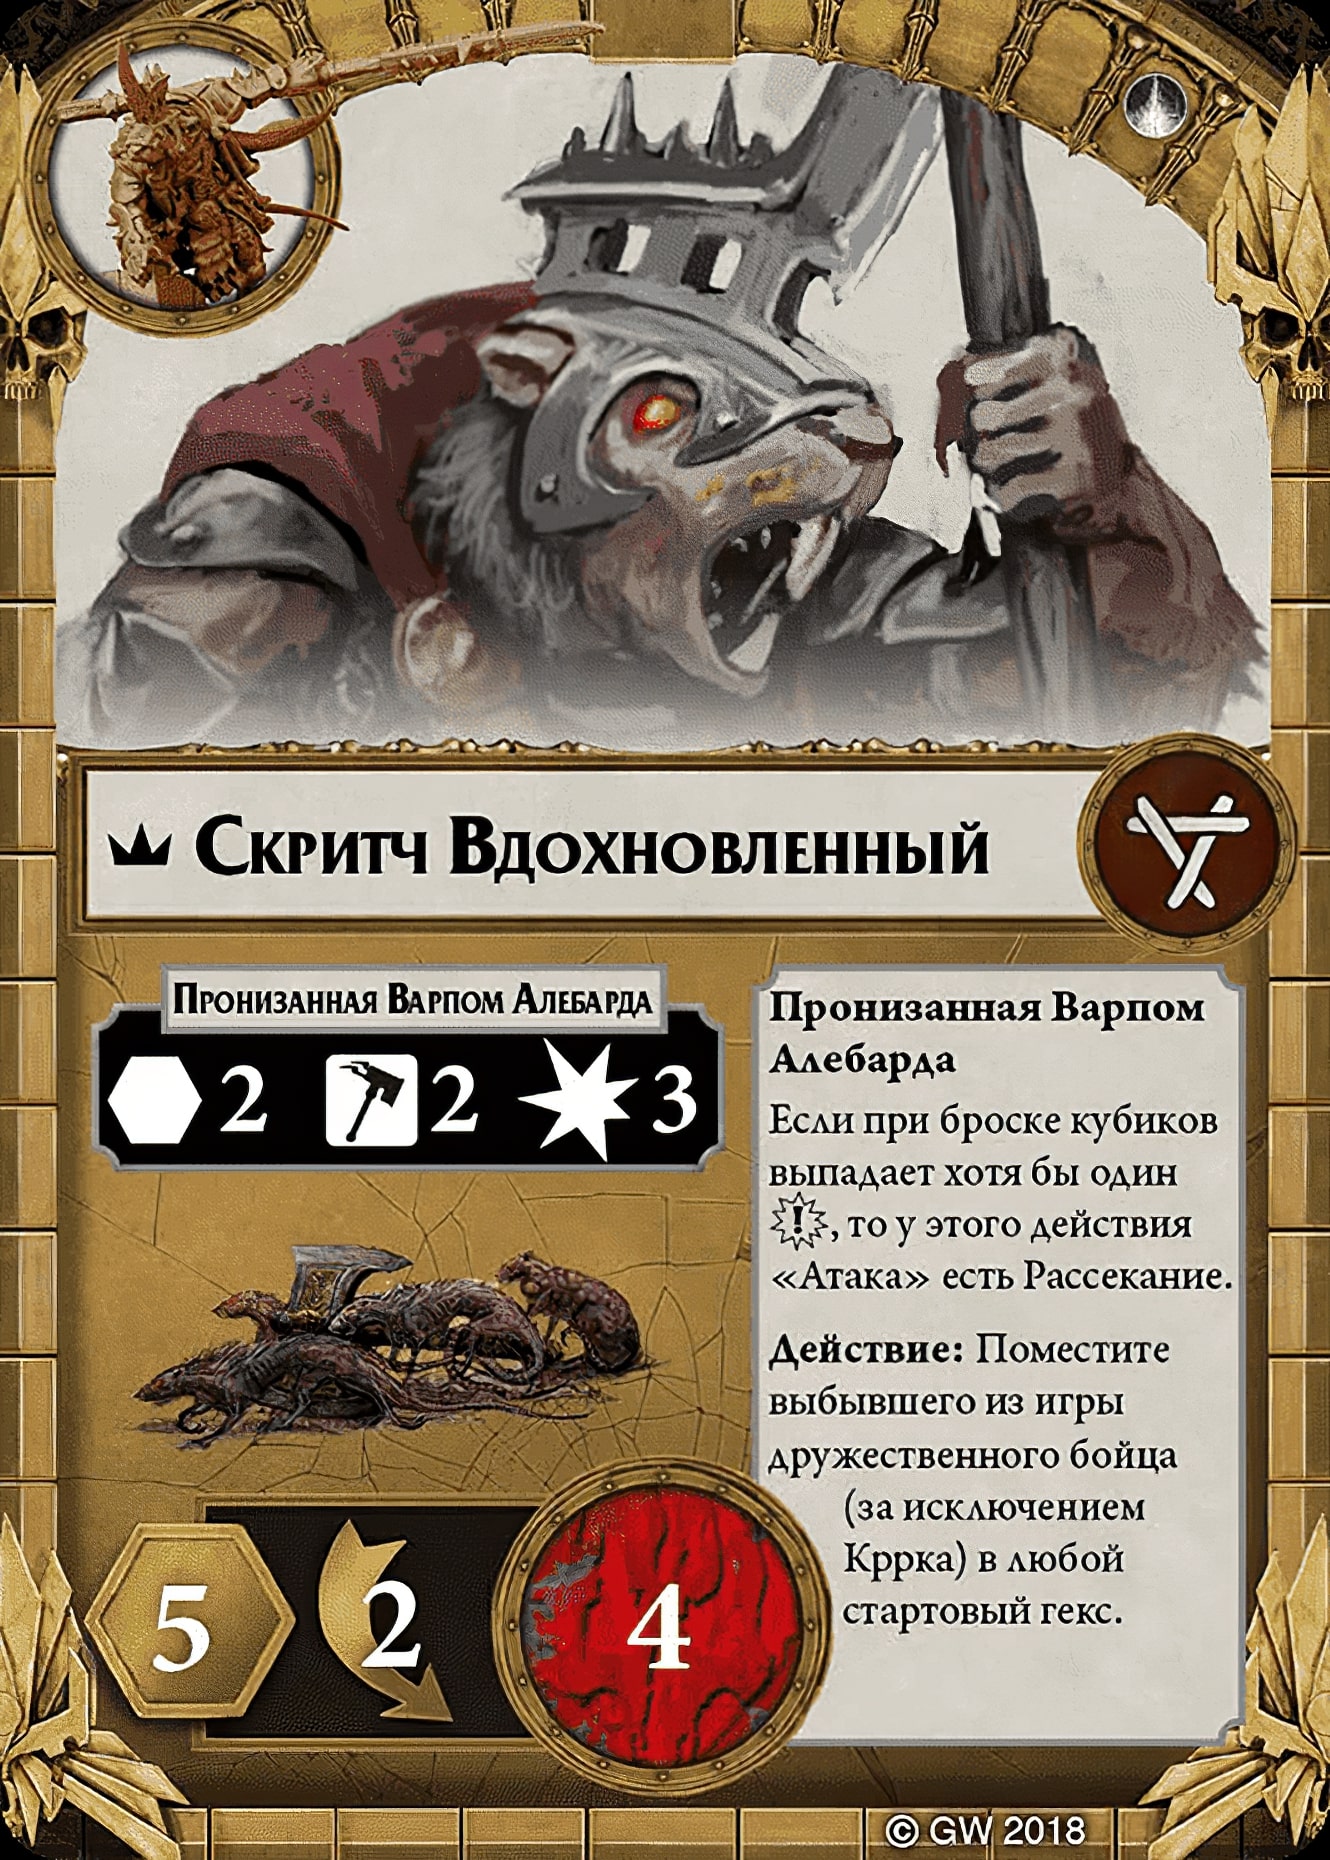 Скритч Вдохновленный
Пронизанная Варпом Алебарда
2 2 3
Пронизанная Варпом
Алебарда
Если при броске кубиков
выпадает хотя бы один
, то у этого действия
«Атака» есть Рассекание.
Действие: Поместите
выбывшего из игры
дружественного бойца
(за исключением
Кррка) в любой
стартовый гекс.
5 2 4
© GW 2018